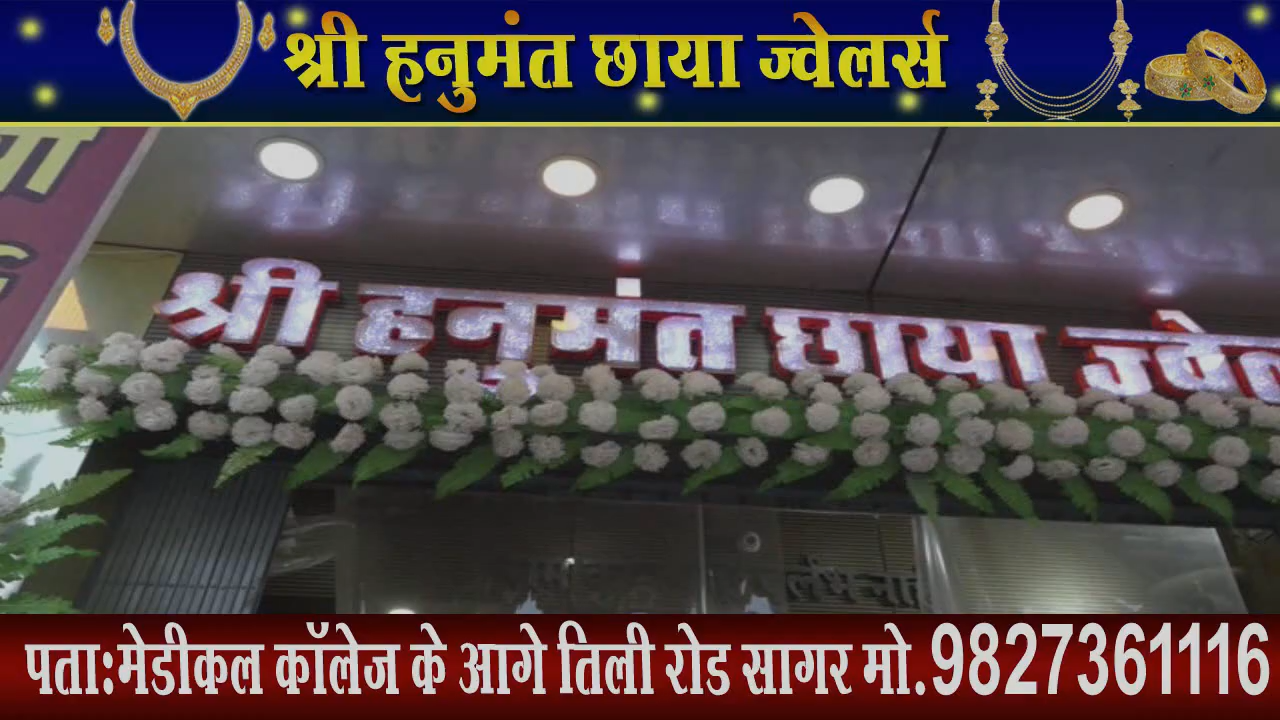 श्री हनुमंत छाया ज्वेलर्स
श्री हनुमंत छाया
पता:मेडीकल कॉलेज के आगे तिली रोड सागर मो.9827361116